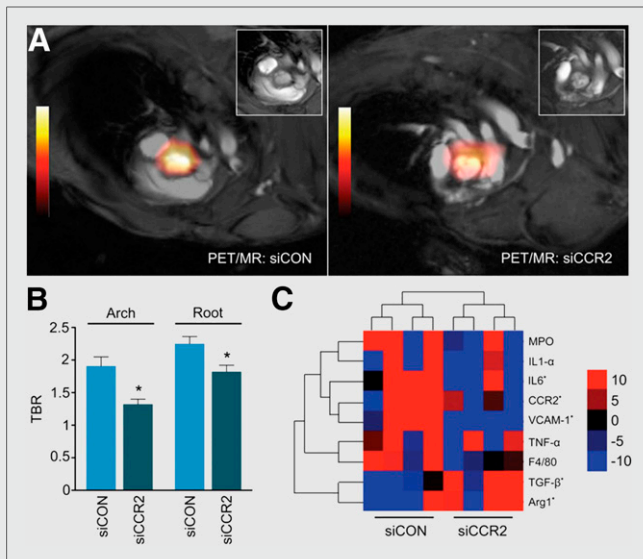 A
PET/MR: siCON
PET/MR: siCCR2
B
Arch Root
TBR
2.5
2
1.5
1
0.5
0
*
*
siCON
siCCR2
siCON
siCCR2
C
MPO
IL1-α
IL6*
CCR2*
VCAM-1*
TNF-α
F4/80
TGF-β*
Arg1*
siCON siCCR2
10
5
0
-5
-10